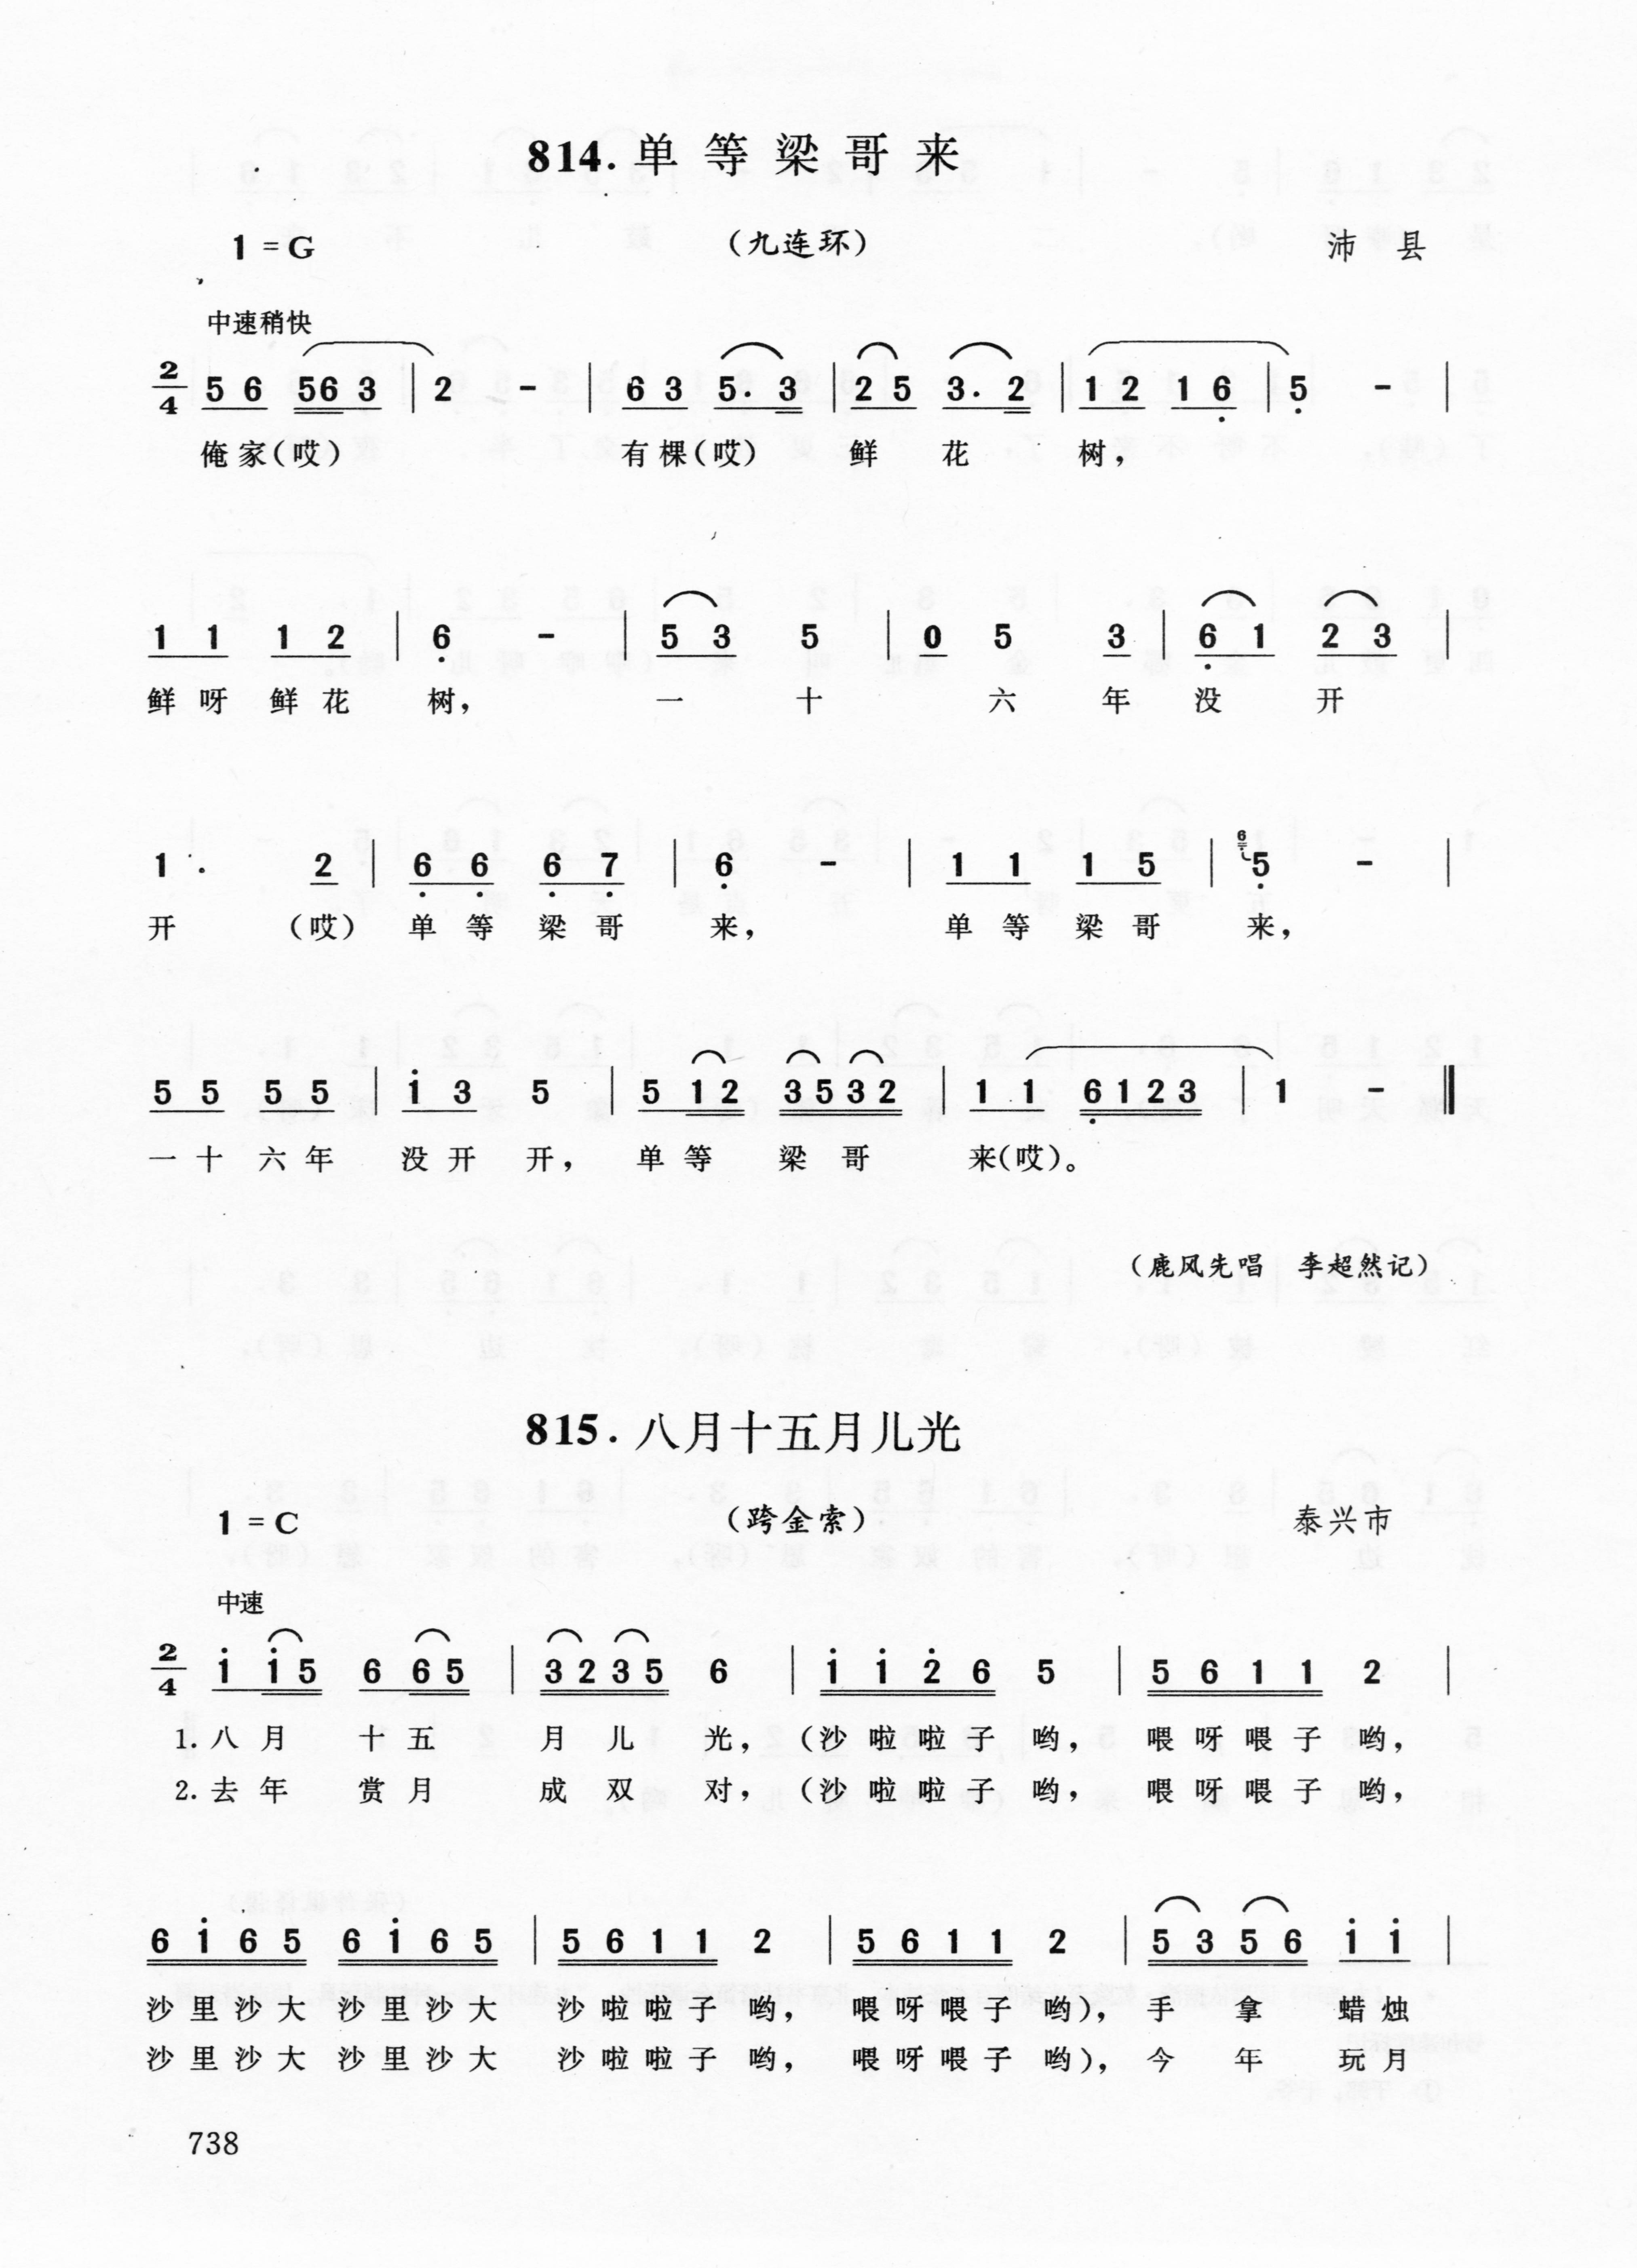 814. 单等梁哥来
1 = G （九连环） 沛 县
中速稍快
2/4 5 6 56 3 | 2 - | 6 3 5. 3 | 2 5 3. 2 | 1 2 1 6̣ | 5̣ - |
俺家(哎) 有棵(哎) 鲜 花 树，
1 1 1 2 | 6̣ - | 5 3 5 | 0 5 3 | 6̣ 1 2 3 |
鲜 呀 鲜 花 树， 一 十 六 年 没 开
1 . 2 | 6̣ 6̣ 6̣ 7̣ | 6̣ - | 1 1 1 5 | 6̣ 5̣ - |
开 (哎) 单 等 梁 哥 来， 单 等 梁 哥 来，
5 5 5 5 | 1̇ 3 5 | 5 1 2 3 5 3 2 | 1 1 6̣ 1 2 3 | 1 - ‖
一 十 六 年 没 开 开， 单 等 梁 哥 来(哎)。
（鹿风先唱 李超然记）
815. 八月十五月儿光
1 = C （跨金索） 泰兴市
中速
2/4 1̇ 1̇ 5 6 6 5 | 3 2 3 5 6 | 1̇ 1̇ 2̇ 6 5 | 5 6 1 1 2 |
1. 八 月 十 五 月 儿 光，(沙 啦 啦 子 哟， 喂 呀 喂 子 哟，
2. 去 年 赏 月 成 双 对，(沙 啦 啦 子 哟， 喂 呀 喂 子 哟，
6 1̇ 6 5 6 1̇ 6 5 | 5 6 1 1 2 | 5 6 1 1 2 | 5 3 5 6 1̇ 1̇ |
沙 里 沙 大 沙 里 沙 大 沙 啦 啦 子 哟， 喂 呀 喂 子 哟)， 手 拿 蜡 烛
沙 里 沙 大 沙 里 沙 大 沙 啦 啦 子 哟， 喂 呀 喂 子 哟)， 今 年 玩 月
738